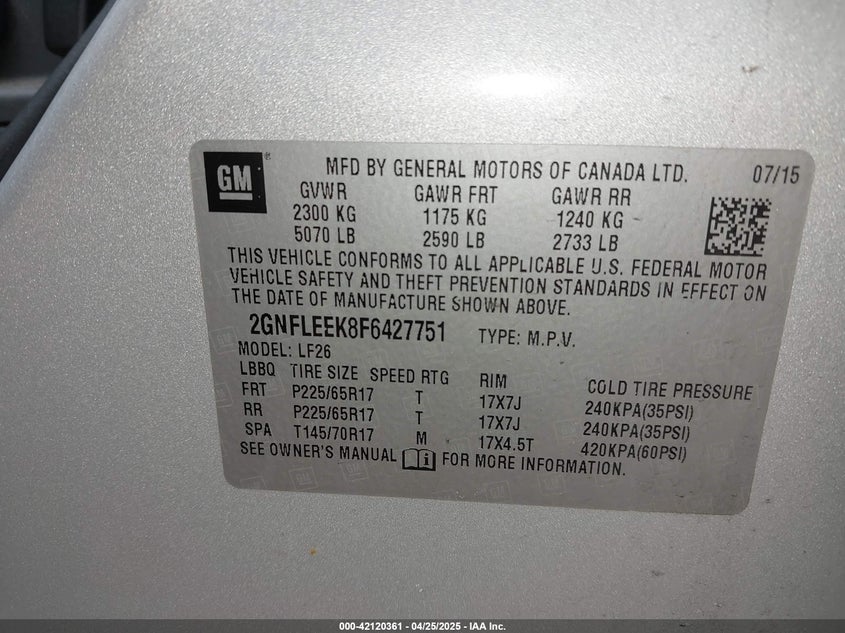 GM ® MFD BY GENERAL MOTORS OF CANADA LTD. 07/15
GVWR GAWR FRT GAWR RR
2300 KG 1175 KG 1240 KG
5070 LB 2590 LB 2733 LB
THIS VEHICLE CONFORMS TO ALL APPLICABLE U.S. FEDERAL MOTOR
VEHICLE SAFETY AND THEFT PREVENTION STANDARDS IN EFFECT ON
THE DATE OF MANUFACTURE SHOWN ABOVE.
2GNFLEEK8F6427751 TYPE: M.P.V.
MODEL: LF26
LBBQ TIRE SIZE SPEED RTG RIM COLD TIRE PRESSURE
FRT P225/65R17 T 17X7J 240KPA(35PSI)
RR P225/65R17 T 17X7J 240KPA(35PSI)
SPA T145/70R17 M 17X4.5T 420KPA(60PSI)
SEE OWNER'S MANUAL FOR MORE INFORMATION.
000-42120361 - 04/25/2025 - IAA Inc.